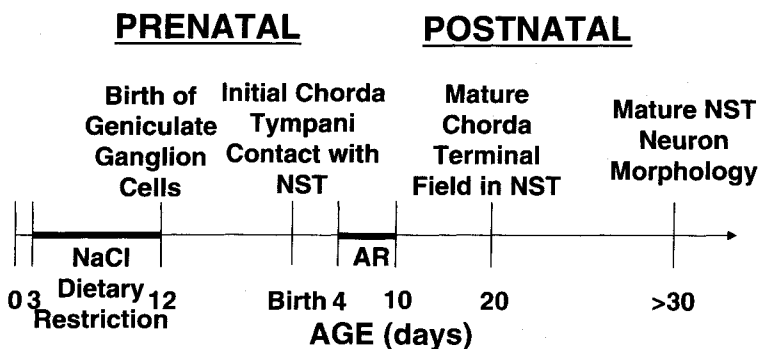 PRENATAL
POSTNATAL
Birth of
Geniculate
Ganglion
Cells
Initial Chorda
Tympani
Contact with
NST
Mature
Chorda
Terminal
Field in NST
Mature NST
Neuron
Morphology
NaCl
Dietary
Restriction
AR
0 3 12 Birth 4 10 20 >30
AGE (days)